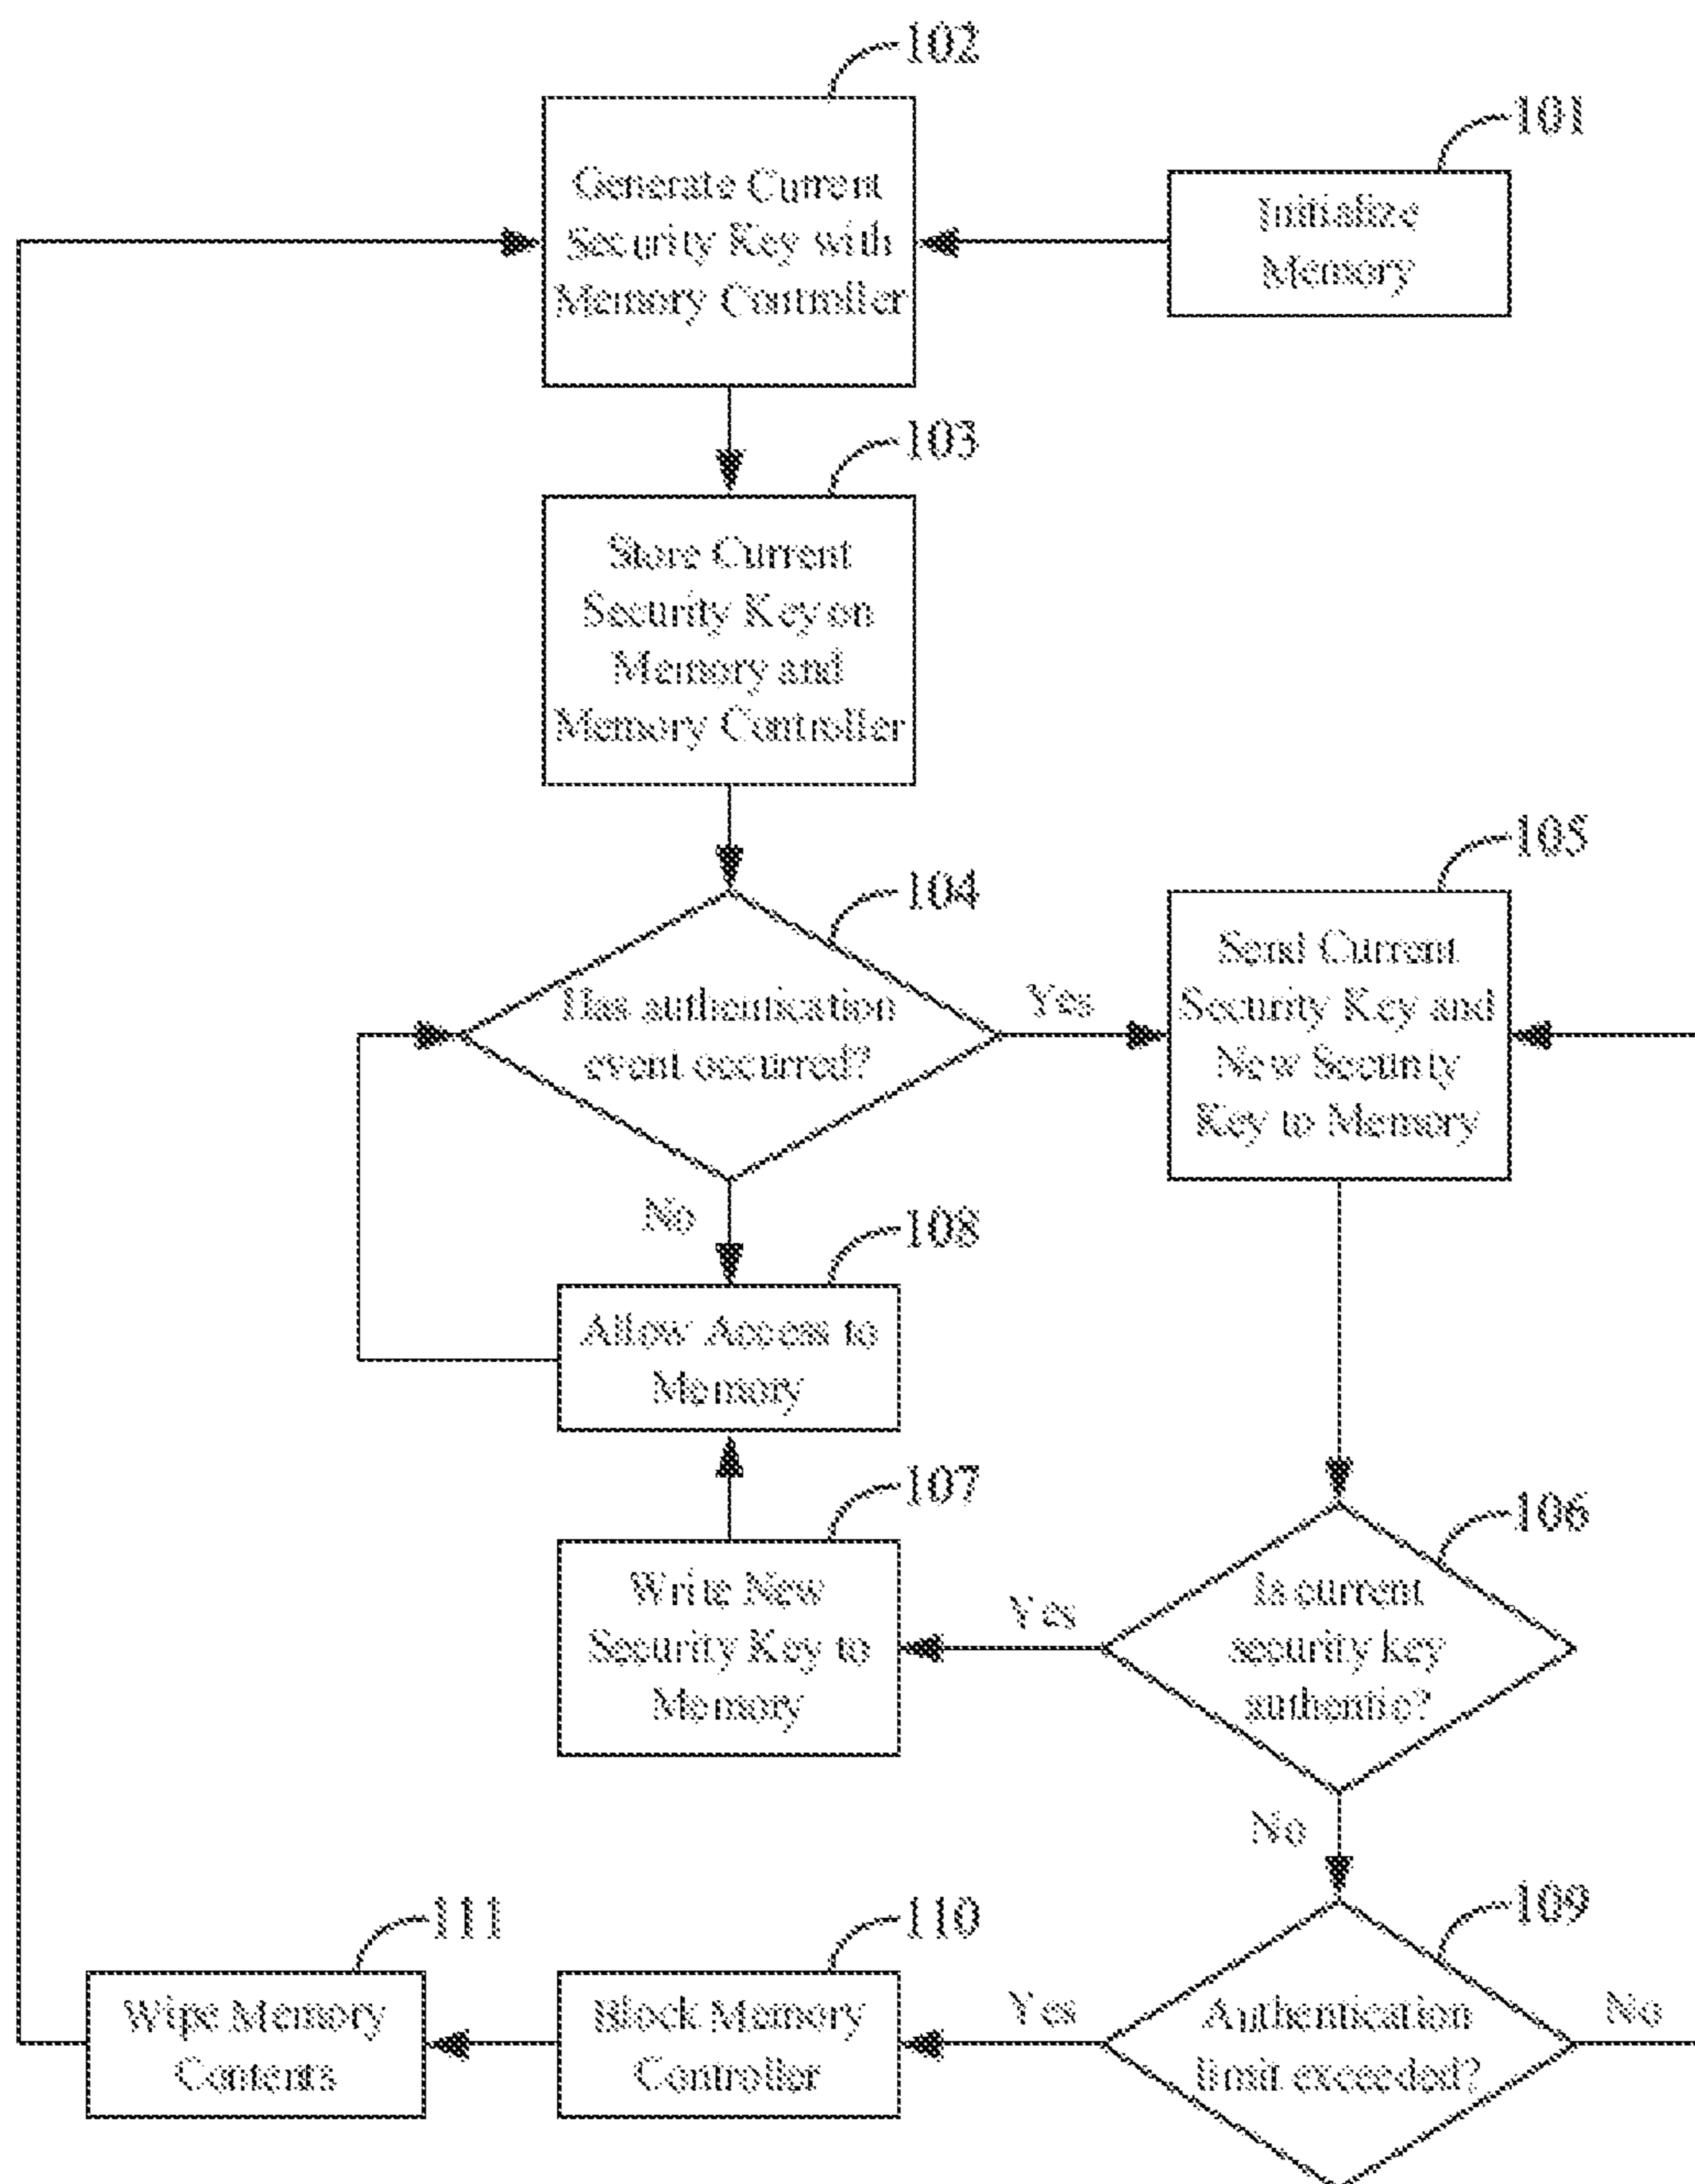 102
Generate Current
Security Key with
Memory Controller
101
Initialize
Memory
103
Store Current
Security Key on
Memory and
Memory Controller
104
Has authentication
event occurred?
Yes
No
105
Send Current
Security Key and
New Security
Key to Memory
108
Allow Access to
Memory
107
Write New
Security Key to
Memory
106
Is current
security key
authentic?
Yes
No
109
Authentication
limit exceeded?
Yes
No
110
Block Memory
Controller
111
Wipe Memory
Contents